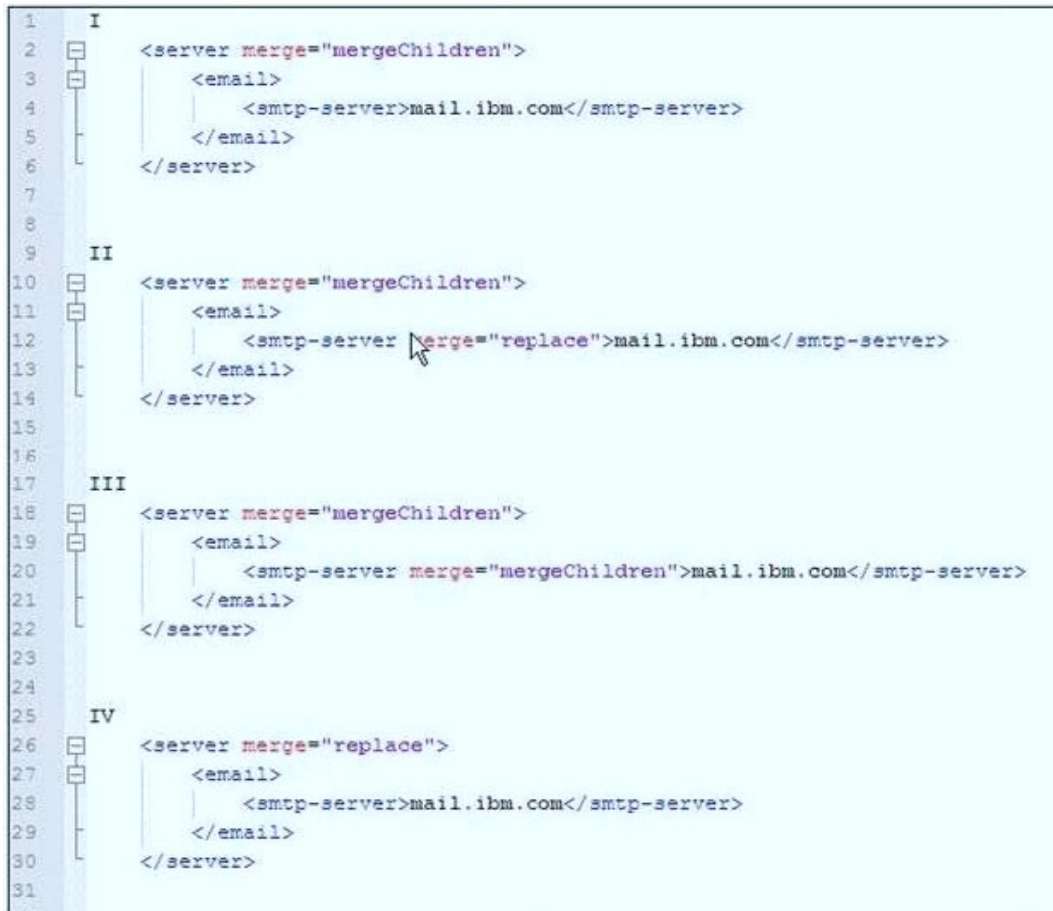 1 I
2 <server merge="mergeChildren">
3 <email>
4 <smtp-server>mail.ibm.com</smtp-server>
5 </email>
6 </server>
7
8
9 II
10 <server merge="mergeChildren">
11 <email>
12 <smtp-server merge="replace">mail.ibm.com</smtp-server>
13 </email>
14 </server>
15
16
17 III
18 <server merge="mergeChildren">
19 <email>
20 <smtp-server merge="mergeChildren">mail.ibm.com</smtp-server>
21 </email>
22 </server>
23
24
25 IV
26 <server merge="replace">
27 <email>
28 <smtp-server>mail.ibm.com</smtp-server>
29 </email>
30 </server>
31